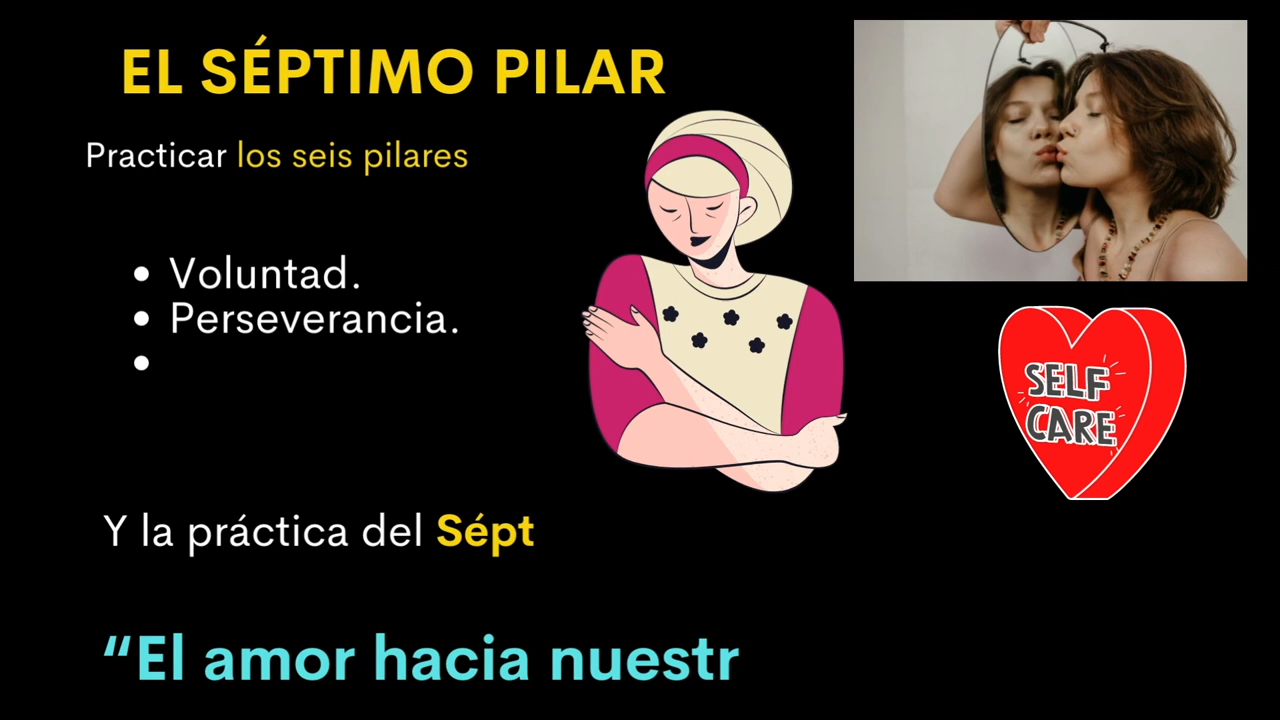 EL SÉPTIMO PILAR
Practicar los seis pilares
• Voluntad.
• Perseverancia.
•
Y la práctica del Sépt
“El amor hacia nuestr
SELF
CARE